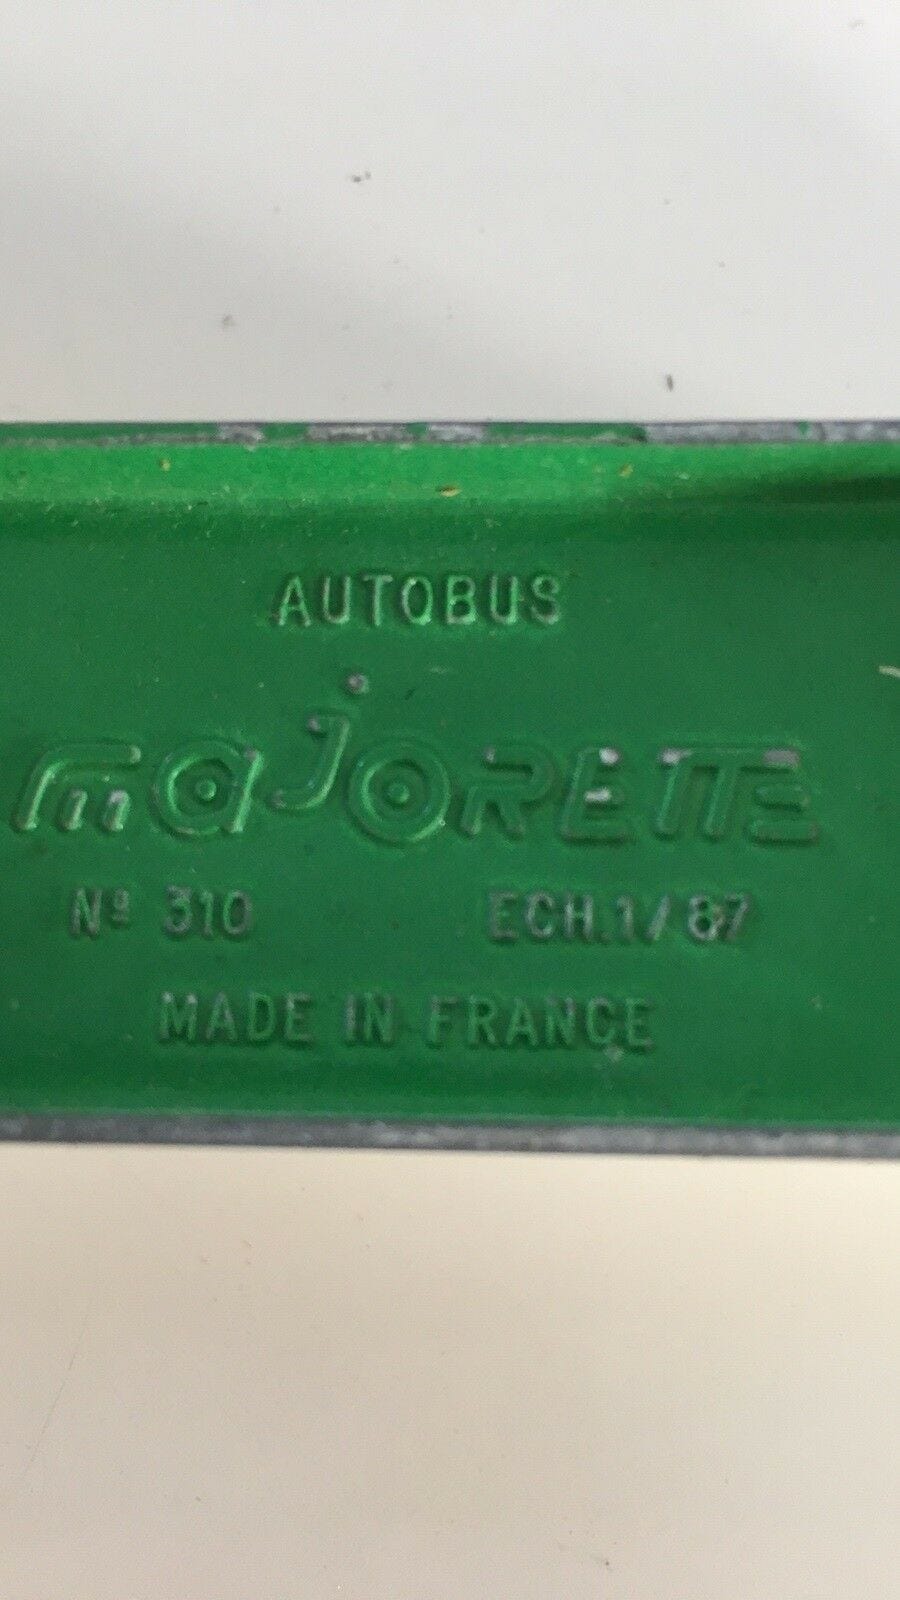 AUTOBUS
majorette
Nº 310 ECH.1/87
MADE IN FRANCE